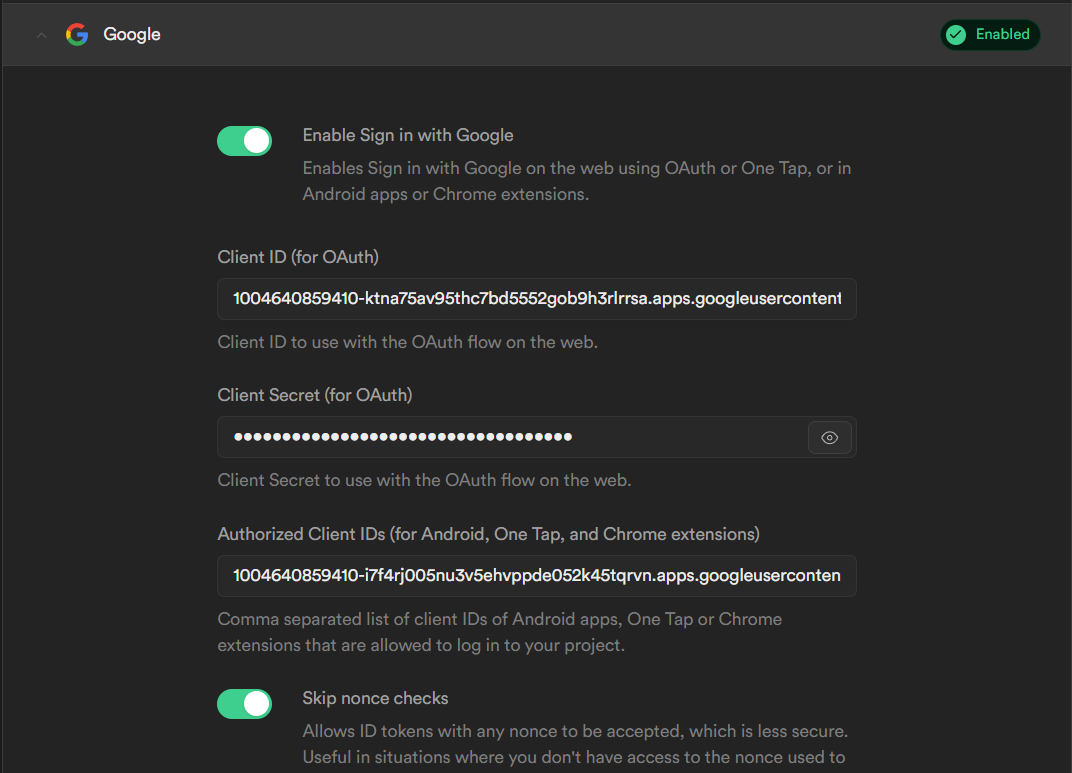 Google
Enabled
Enable Sign in with Google
Enables Sign in with Google on the web using OAuth or One Tap, or in
Android apps or Chrome extensions.
Client ID (for OAuth)
1004640859410-ktna75av95thc7bd5552gob9h3rlrrsa.apps.googleusercontent
Client ID to use with the OAuth flow on the web.
Client Secret (for OAuth)
•••••••••••••••••••••••••••••••••••
Client Secret to use with the OAuth flow on the web.
Authorized Client IDs (for Android, One Tap, and Chrome extensions)
1004640859410-i7f4rj005nu3v5ehvppde052k45tqrvn.apps.googleuserconten
Comma separated list of client IDs of Android apps, One Tap or Chrome
extensions that are allowed to log in to your project.
Skip nonce checks
Allows ID tokens with any nonce to be accepted, which is less secure.
Useful in situations where you don't have access to the nonce used to